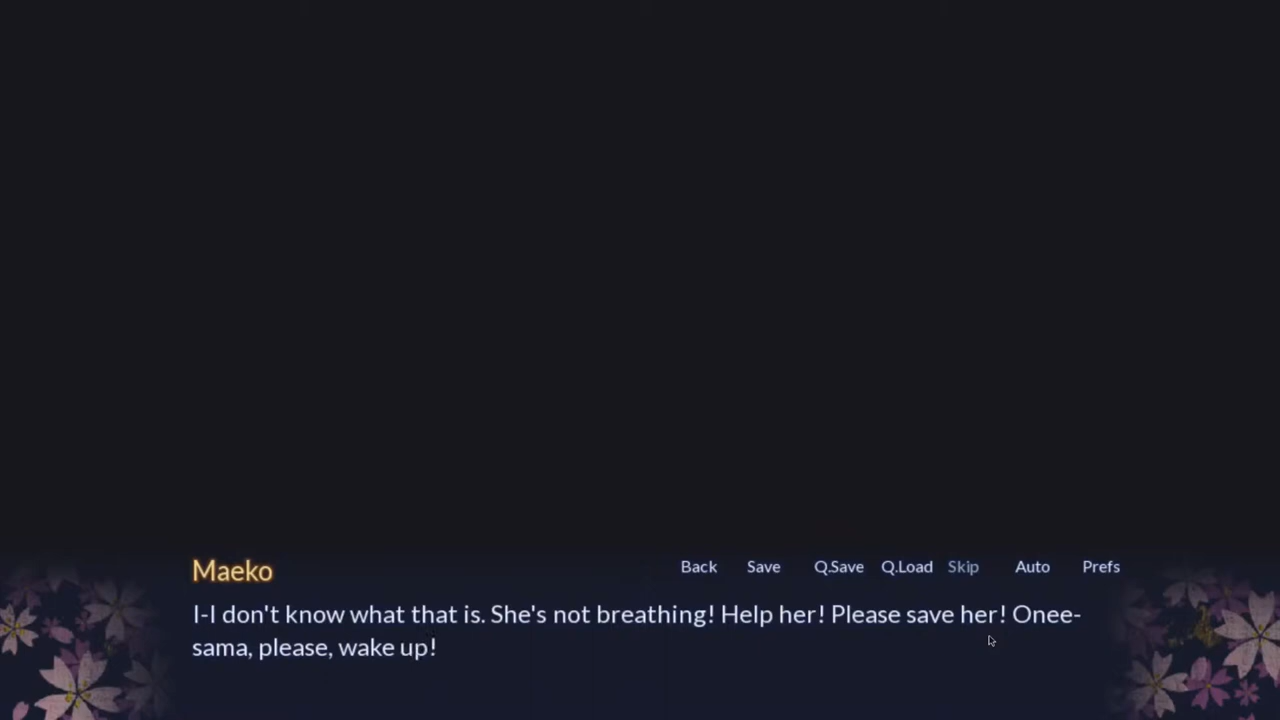 Maeko
Back Save Q.Save Q.Load Skip Auto Prefs
I-I don't know what that is. She's not breathing! Help her! Please save her! Onee-
sama, please, wake up!